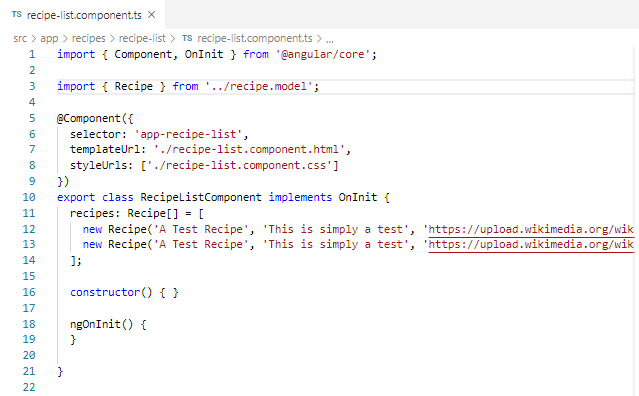 TS recipe-list.component.ts ×
src > app > recipes > recipe-list > TS recipe-list.component.ts > ...
1 import { Component, OnInit } from '@angular/core';
2
3 import { Recipe } from '../recipe.model';
4
5 @Component({
6 selector: 'app-recipe-list',
7 templateUrl: './recipe-list.component.html',
8 styleUrls: ['./recipe-list.component.css']
9 })
10 export class RecipeListComponent implements OnInit {
11 recipes: Recipe[] = [
12 new Recipe('A Test Recipe', 'This is simply a test', 'https://upload.wikimedia.org/wik
13 new Recipe('A Test Recipe', 'This is simply a test', 'https://upload.wikimedia.org/wik
14 ];
15
16 constructor() { }
17
18 ngOnInit() {
19 }
20
21 }
22